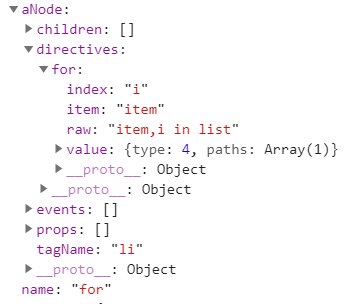 aNode:
children: []
directives:
for:
index: "i"
item: "item"
raw: "item,i in list"
value: {type: 4, paths: Array(1)}
__proto__: Object
__proto__: Object
events: []
props: []
tagName: "li"
__proto__: Object
name: "for"